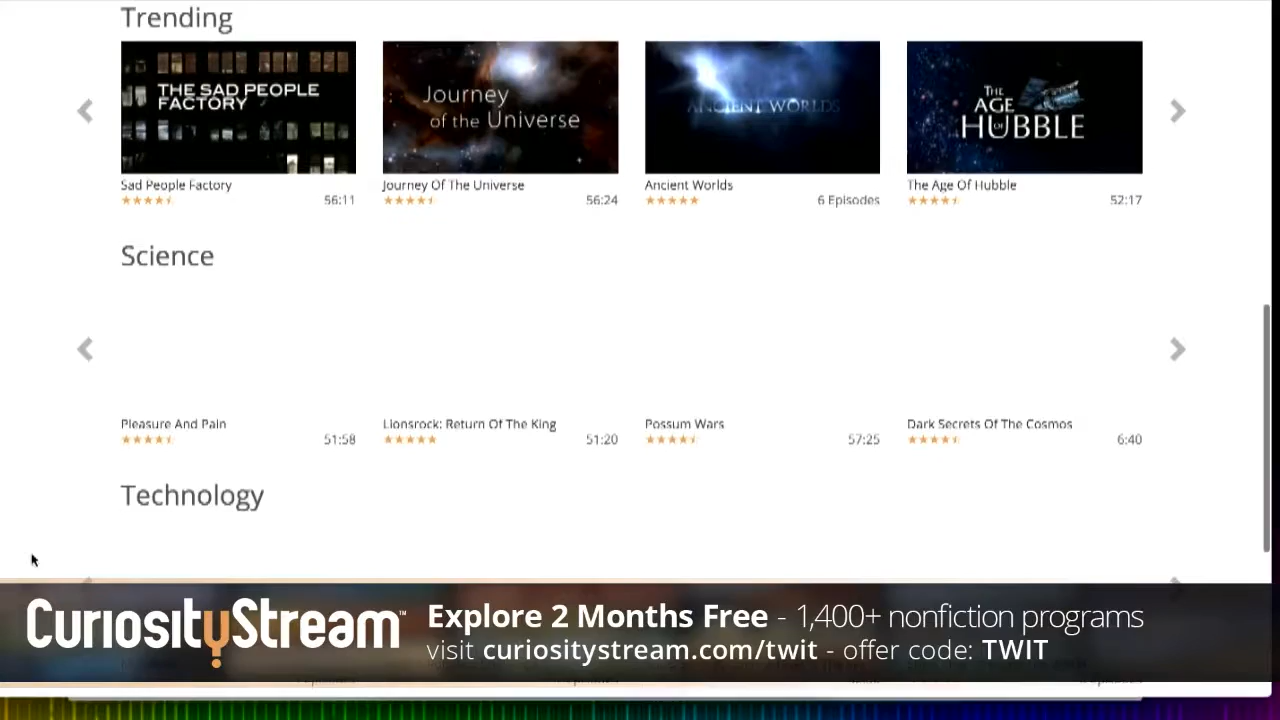 Trending
THE SAD PEOPLE
FACTORY
Journey
of the Universe
ANCIENT WORLDS
THE
AGE
OF
HUBBLE
Sad People Factory
56:11
Journey Of The Universe
56:24
Ancient Worlds
6 Episodes
The Age Of Hubble
52:17
Science
Pleasure And Pain
51:58
Lionsrock: Return Of The King
51:20
Possum Wars
57:25
Dark Secrets Of The Cosmos
6:40
Technology
CuriosityStream™
Explore 2 Months Free - 1,400+ nonfiction programs
visit curiositystream.com/twit - offer code: TWIT